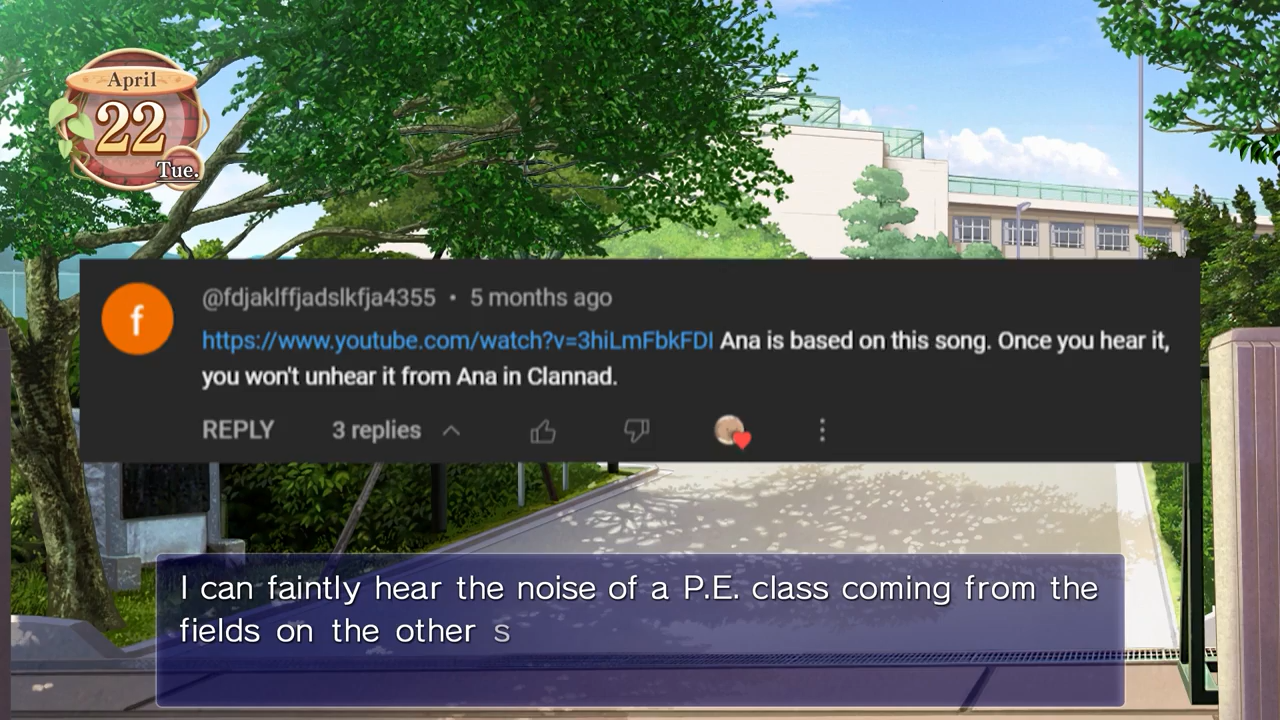 April
22
Tue.
@fdjaklffjadslkfja4355 • 5 months ago
https://www.youtube.com/watch?v=3hiLmFbkFDI Ana is based on this song. Once you hear it,
you won't unhear it from Ana in Clannad.
REPLY 3 replies
f
I can faintly hear the noise of a P.E. class coming from the
fields on the other s